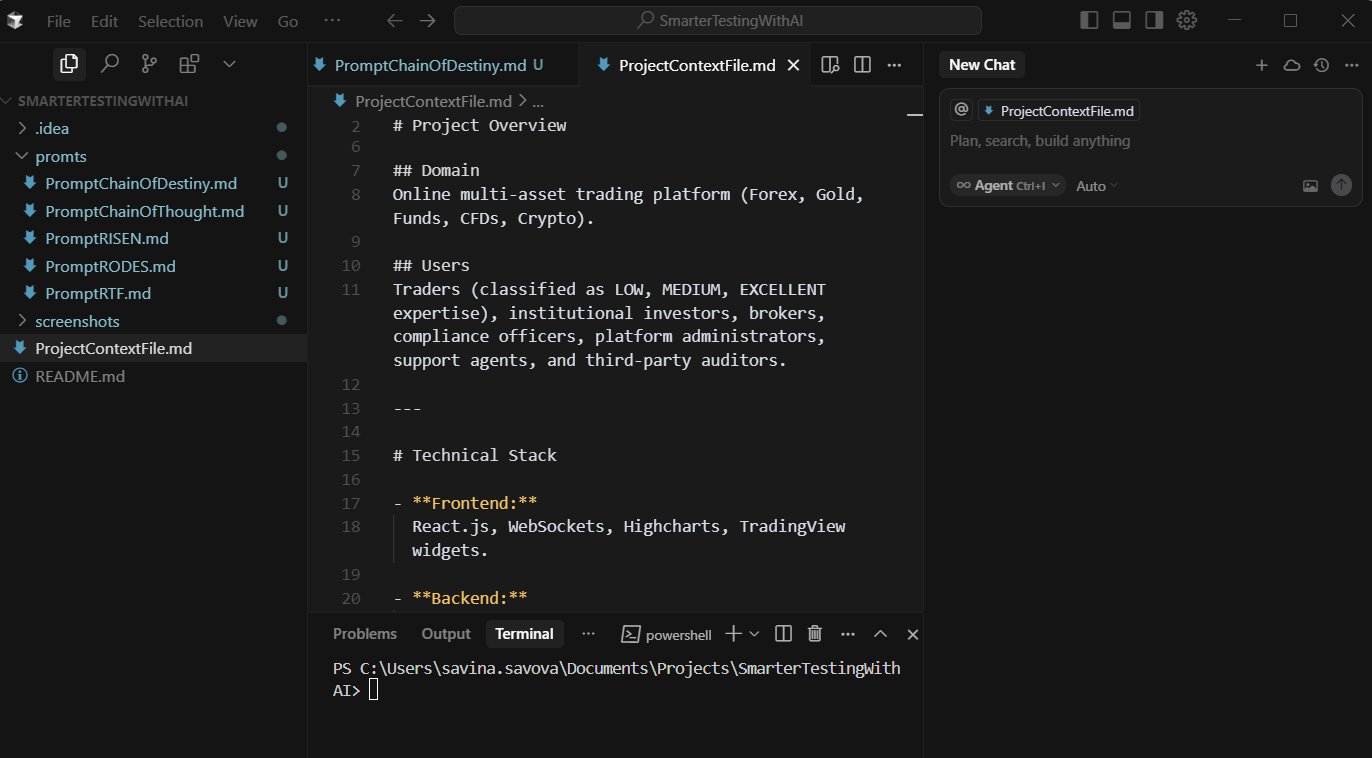 File Edit Selection View Go ··· SmarterTestingWithAI
SMARTERTESTINGWITHAI
.idea
promts
PromptChainOfDestiny.md U
PromptChainOfThought.md U
PromptRISEN.md U
PromptRODES.md U
PromptRTF.md U
screenshots
ProjectContextFile.md
README.md
PromptChainOfDestiny.md U ProjectContextFile.md
ProjectContextFile.md > ...
2 # Project Overview
6
7 ## Domain
8 Online multi-asset trading platform (Forex, Gold,
Funds, CFDs, Crypto).
9
10 ## Users
11 Traders (classified as LOW, MEDIUM, EXCELLENT
expertise), institutional investors, brokers,
compliance officers, platform administrators,
support agents, and third-party auditors.
12
13 ---
14
15 # Technical Stack
16
17 - **Frontend:**
18 React.js, WebSockets, Highcharts, TradingView
widgets.
19
20 - **Backend:**
Problems Output Terminal ··· powershell
PS C:\Users\savina.savova\Documents\Projects\SmarterTestingWith
AI>
New Chat
@ ProjectContextFile.md
Plan, search, build anything
Agent Ctrl+I Auto